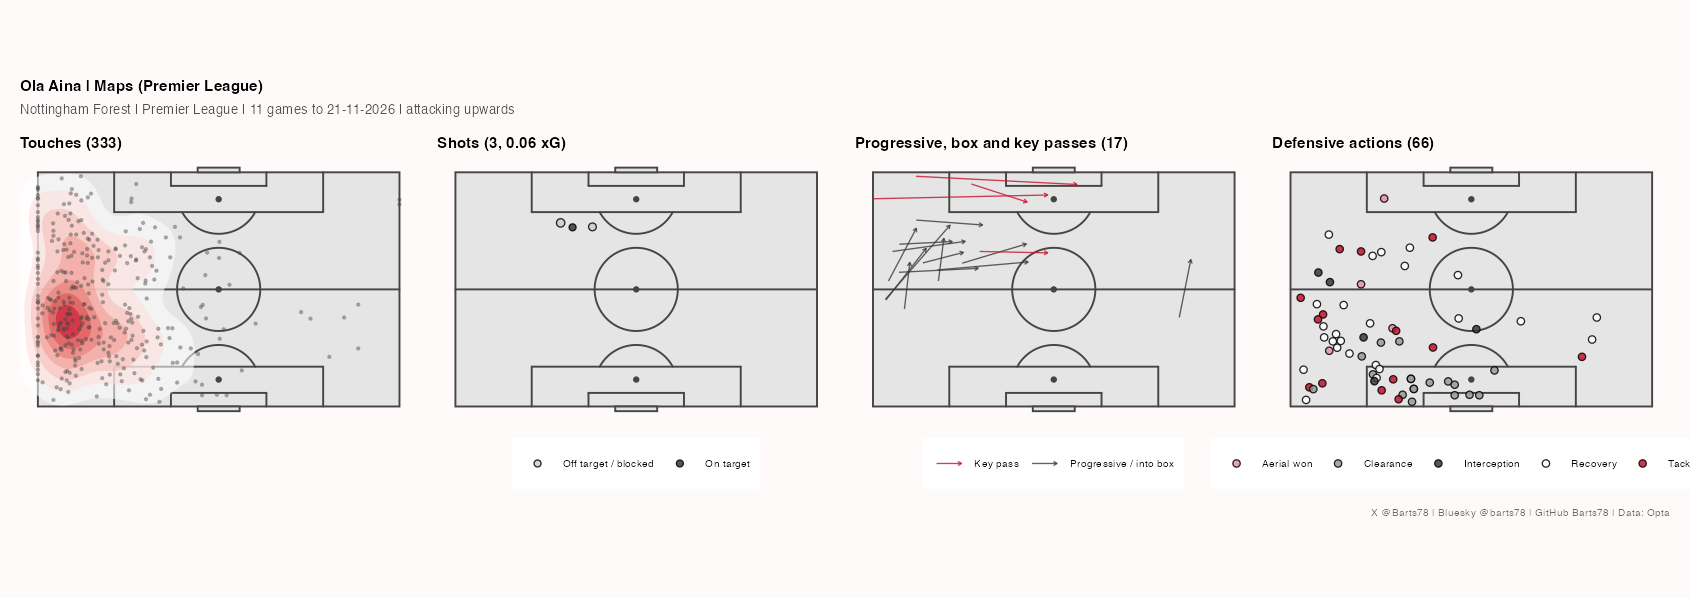 Ola Aina | Maps (Premier League)
Nottingham Forest | Premier League | 11 games to 21-11-2026 | attacking upwards
Touches (333)
Shots (3, 0.06 xG)
Progressive, box and key passes (17)
Defensive actions (66)
Off target / blocked
On target
Key pass
Progressive / into box
Aerial won
Clearance
Interception
Recovery
Tack
X @Barts78 | Bluesky @barts78 | GitHub Barts78 | Data: Opta